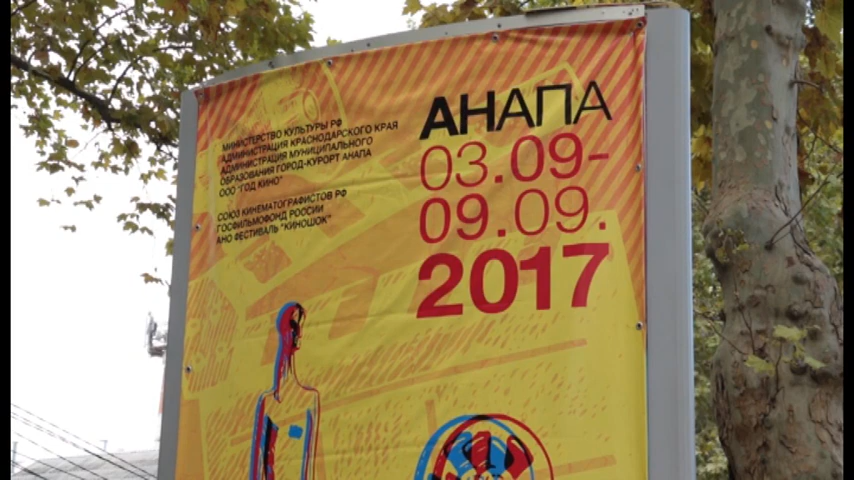 МИНИСТЕРСТВО КУЛЬТУРЫ РФ
АДМИНИСТРАЦИЯ КРАСНОДАРСКОГО КРАЯ
АДМИНИСТРАЦИЯ МУНИЦИПАЛЬНОГО
ОБРАЗОВАНИЯ ГОРОД-КУРОРТ АНАПА
ООО "ГОД КИНО"
СОЮЗ КИНЕМАТОГРАФИСТОВ РФ
ГОСФИЛЬМОФОНД РОССИИ
АНО ФЕСТИВАЛЬ "КИНОШОК"
АНАПА
03.09-
09.09.
2017